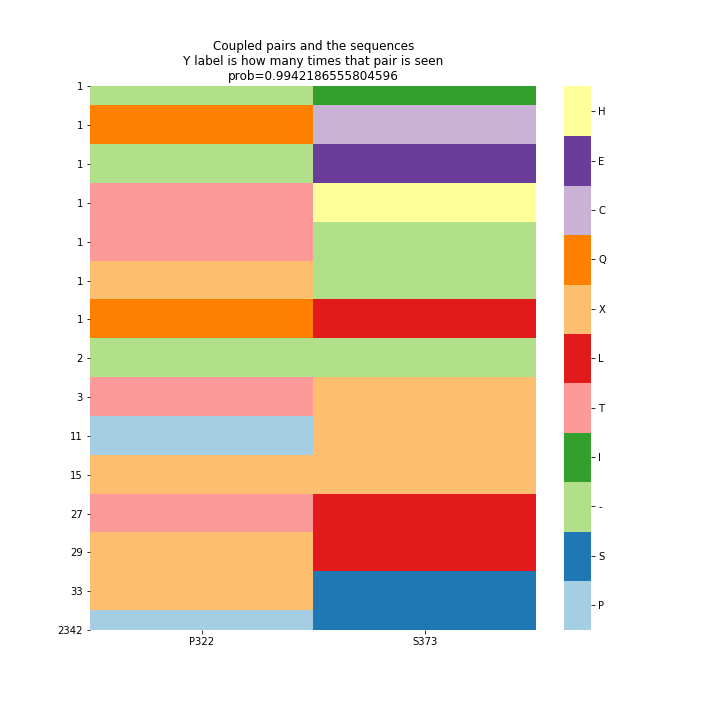 Coupled pairs and the sequences
Y label is how many times that pair is seen
prob=0.9942186555804596
1
1
1
1
1
1
1
2
3
11
15
27
29
33
2342
P322
S373
H
E
C
Q
X
L
T
I
-
S
P